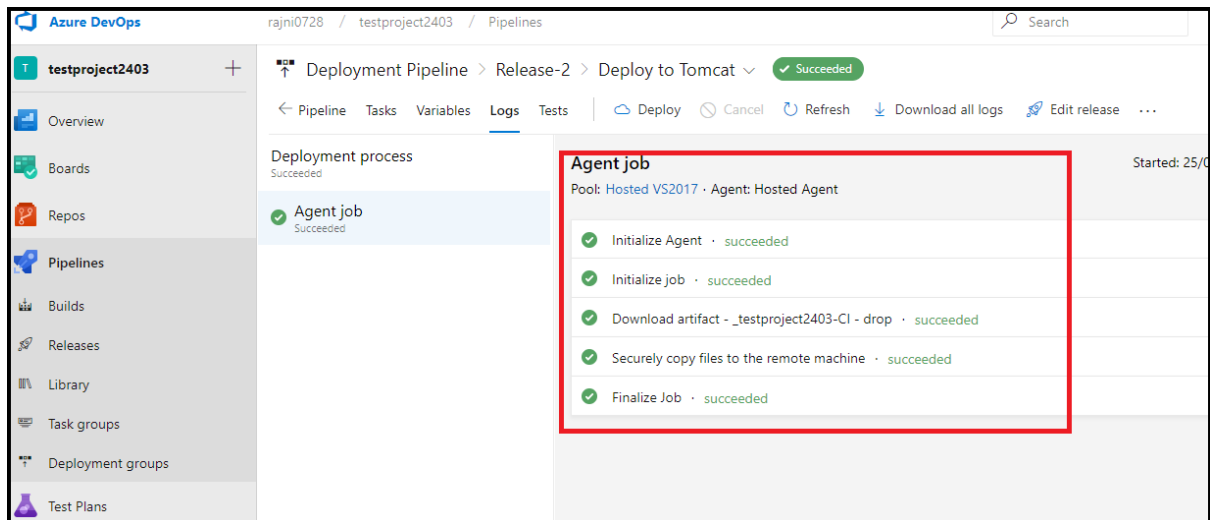 Azure DevOps
rajni0728 / testproject2403 / Pipelines
Search
T testproject2403
Deployment Pipeline > Release-2 > Deploy to Tomcat Succeeded
Pipeline Tasks Variables Logs Tests Deploy Cancel Refresh Download all logs Edit release ...
Overview
Boards
Repos
Pipelines
Builds
Releases
Library
Task groups
Deployment groups
Test Plans
Deployment process
Succeeded
Agent job
Succeeded
Agent job
Started: 25/0
Pool: Hosted VS2017 · Agent: Hosted Agent
Initialize Agent · succeeded
Initialize job · succeeded
Download artifact - _testproject2403-CI - drop · succeeded
Securely copy files to the remote machine · succeeded
Finalize Job · succeeded